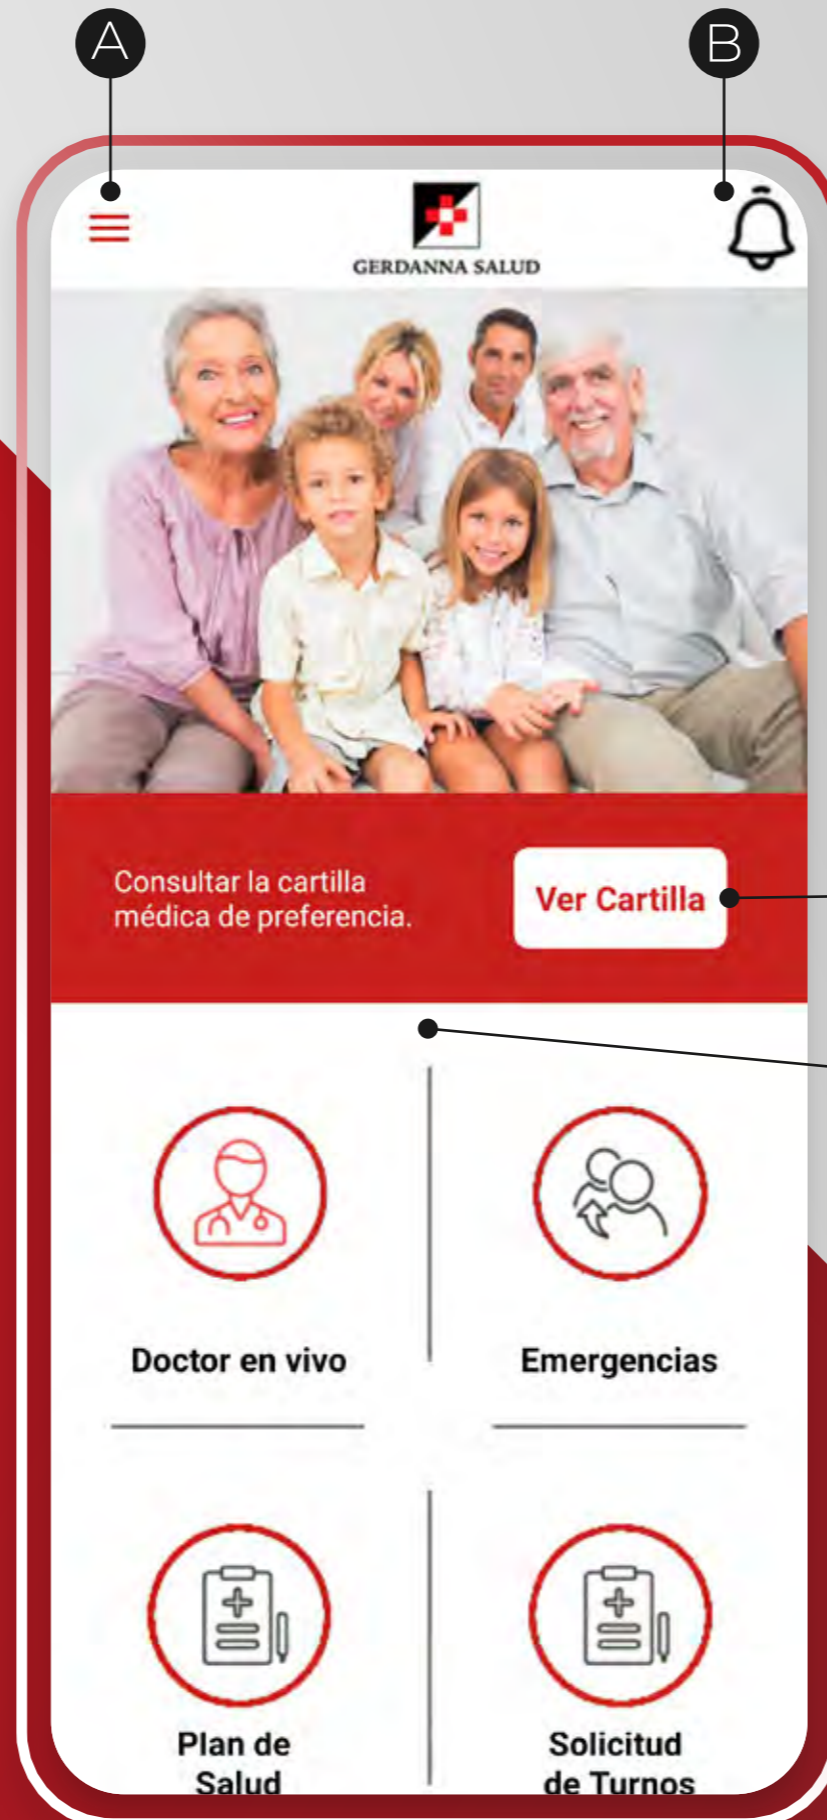 A
B
GERDANNA SALUD
Consultar la cartilla
médica de preferencia.
Ver Cartilla
Doctor en vivo
Emergencias
Plan de
Salud
Solicitud
de Turnos